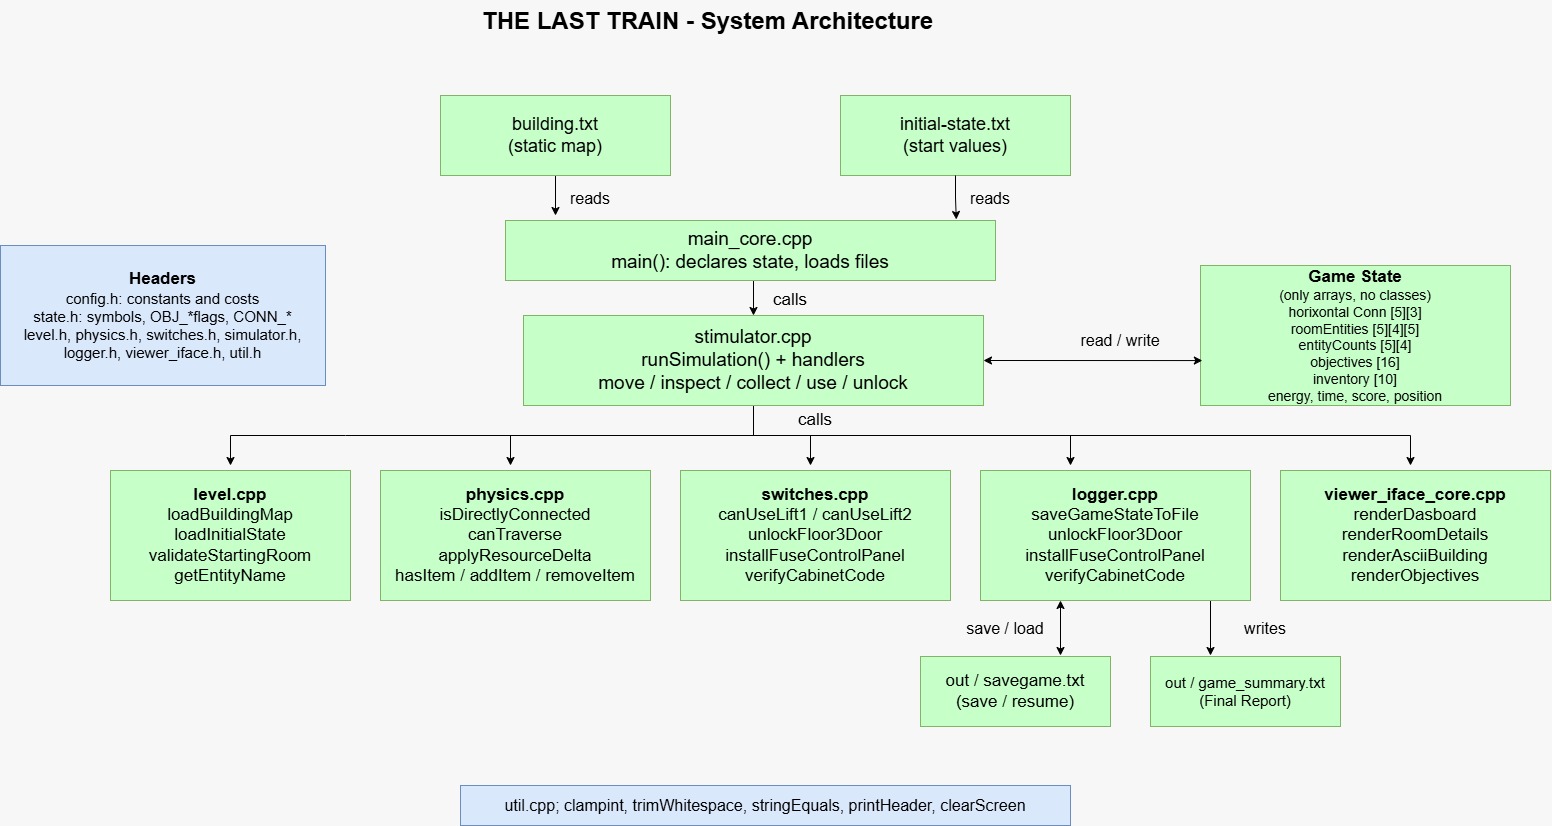 THE LAST TRAIN - System Architecture
building.txt
(static map)
initial-state.txt
(start values)
reads
reads
main_core.cpp
main(): declares state, loads files
Headers
config.h: constants and costs
state.h: symbols, OBJ_*flags, CONN_*
level.h, physics.h, switches.h, simulator.h,
logger.h, viewer_iface.h, util.h
calls
stimulator.cpp
runSimulation() + handlers
move / inspect / collect / use / unlock
read / write
Game State
(only arrays, no classes)
horixontal Conn [5][3]
roomEntities [5][4][5]
entityCounts [5][4]
objectives [16]
inventory [10]
energy, time, score, position
calls
level.cpp
loadBuildingMap
loadInitialState
validateStartingRoom
getEntityName
physics.cpp
isDirectlyConnected
canTraverse
applyResourceDelta
hasItem / addItem / removeItem
switches.cpp
canUseLift1 / canUseLift2
unlockFloor3Door
installFuseControlPanel
verifyCabinetCode
logger.cpp
saveGameStateToFile
unlockFloor3Door
installFuseControlPanel
verifyCabinetCode
viewer_iface_core.cpp
renderDasboard
renderRoomDetails
renderAsciiBuilding
renderObjectives
save / load
writes
out / savegame.txt
(save / resume)
out / game_summary.txt
(Final Report)
util.cpp; clampint, trimWhitespace, stringEquals, printHeader, clearScreen